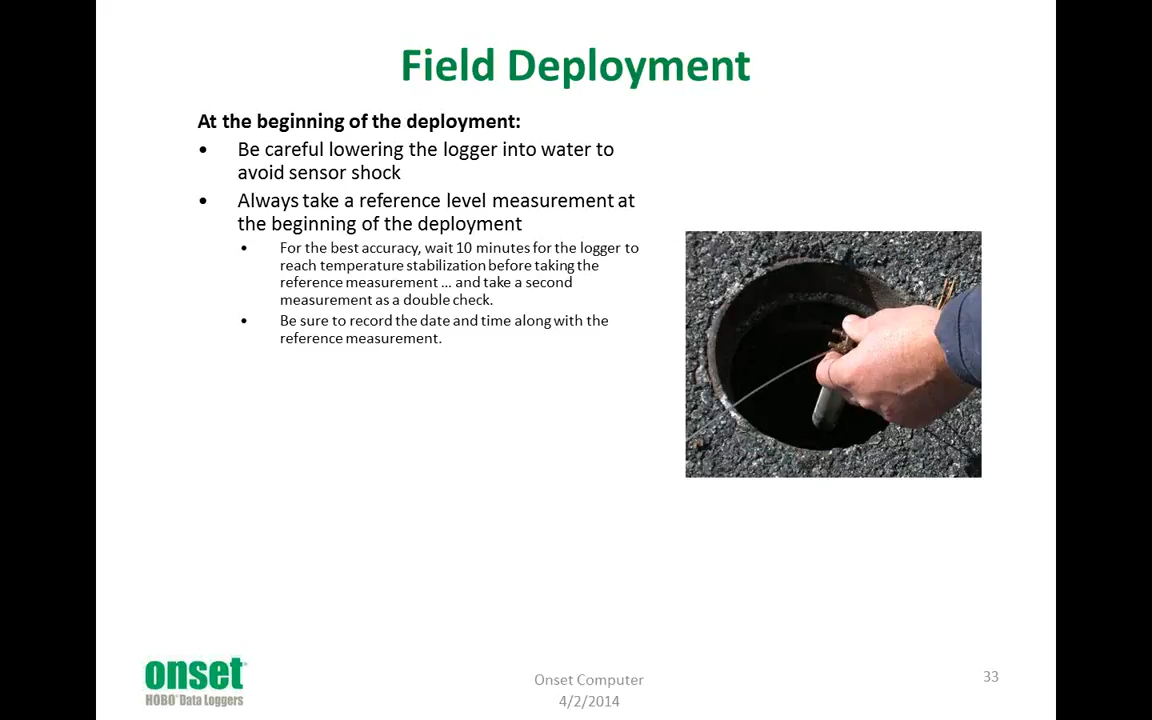 Field Deployment
At the beginning of the deployment:
• Be careful lowering the logger into water to
avoid sensor shock
• Always take a reference level measurement at
the beginning of the deployment
• For the best accuracy, wait 10 minutes for the logger to
reach temperature stabilization before taking the
reference measurement ... and take a second
measurement as a double check.
• Be sure to record the date and time along with the
reference measurement.
onset®
HOBO® Data Loggers
Onset Computer
4/2/2014
33